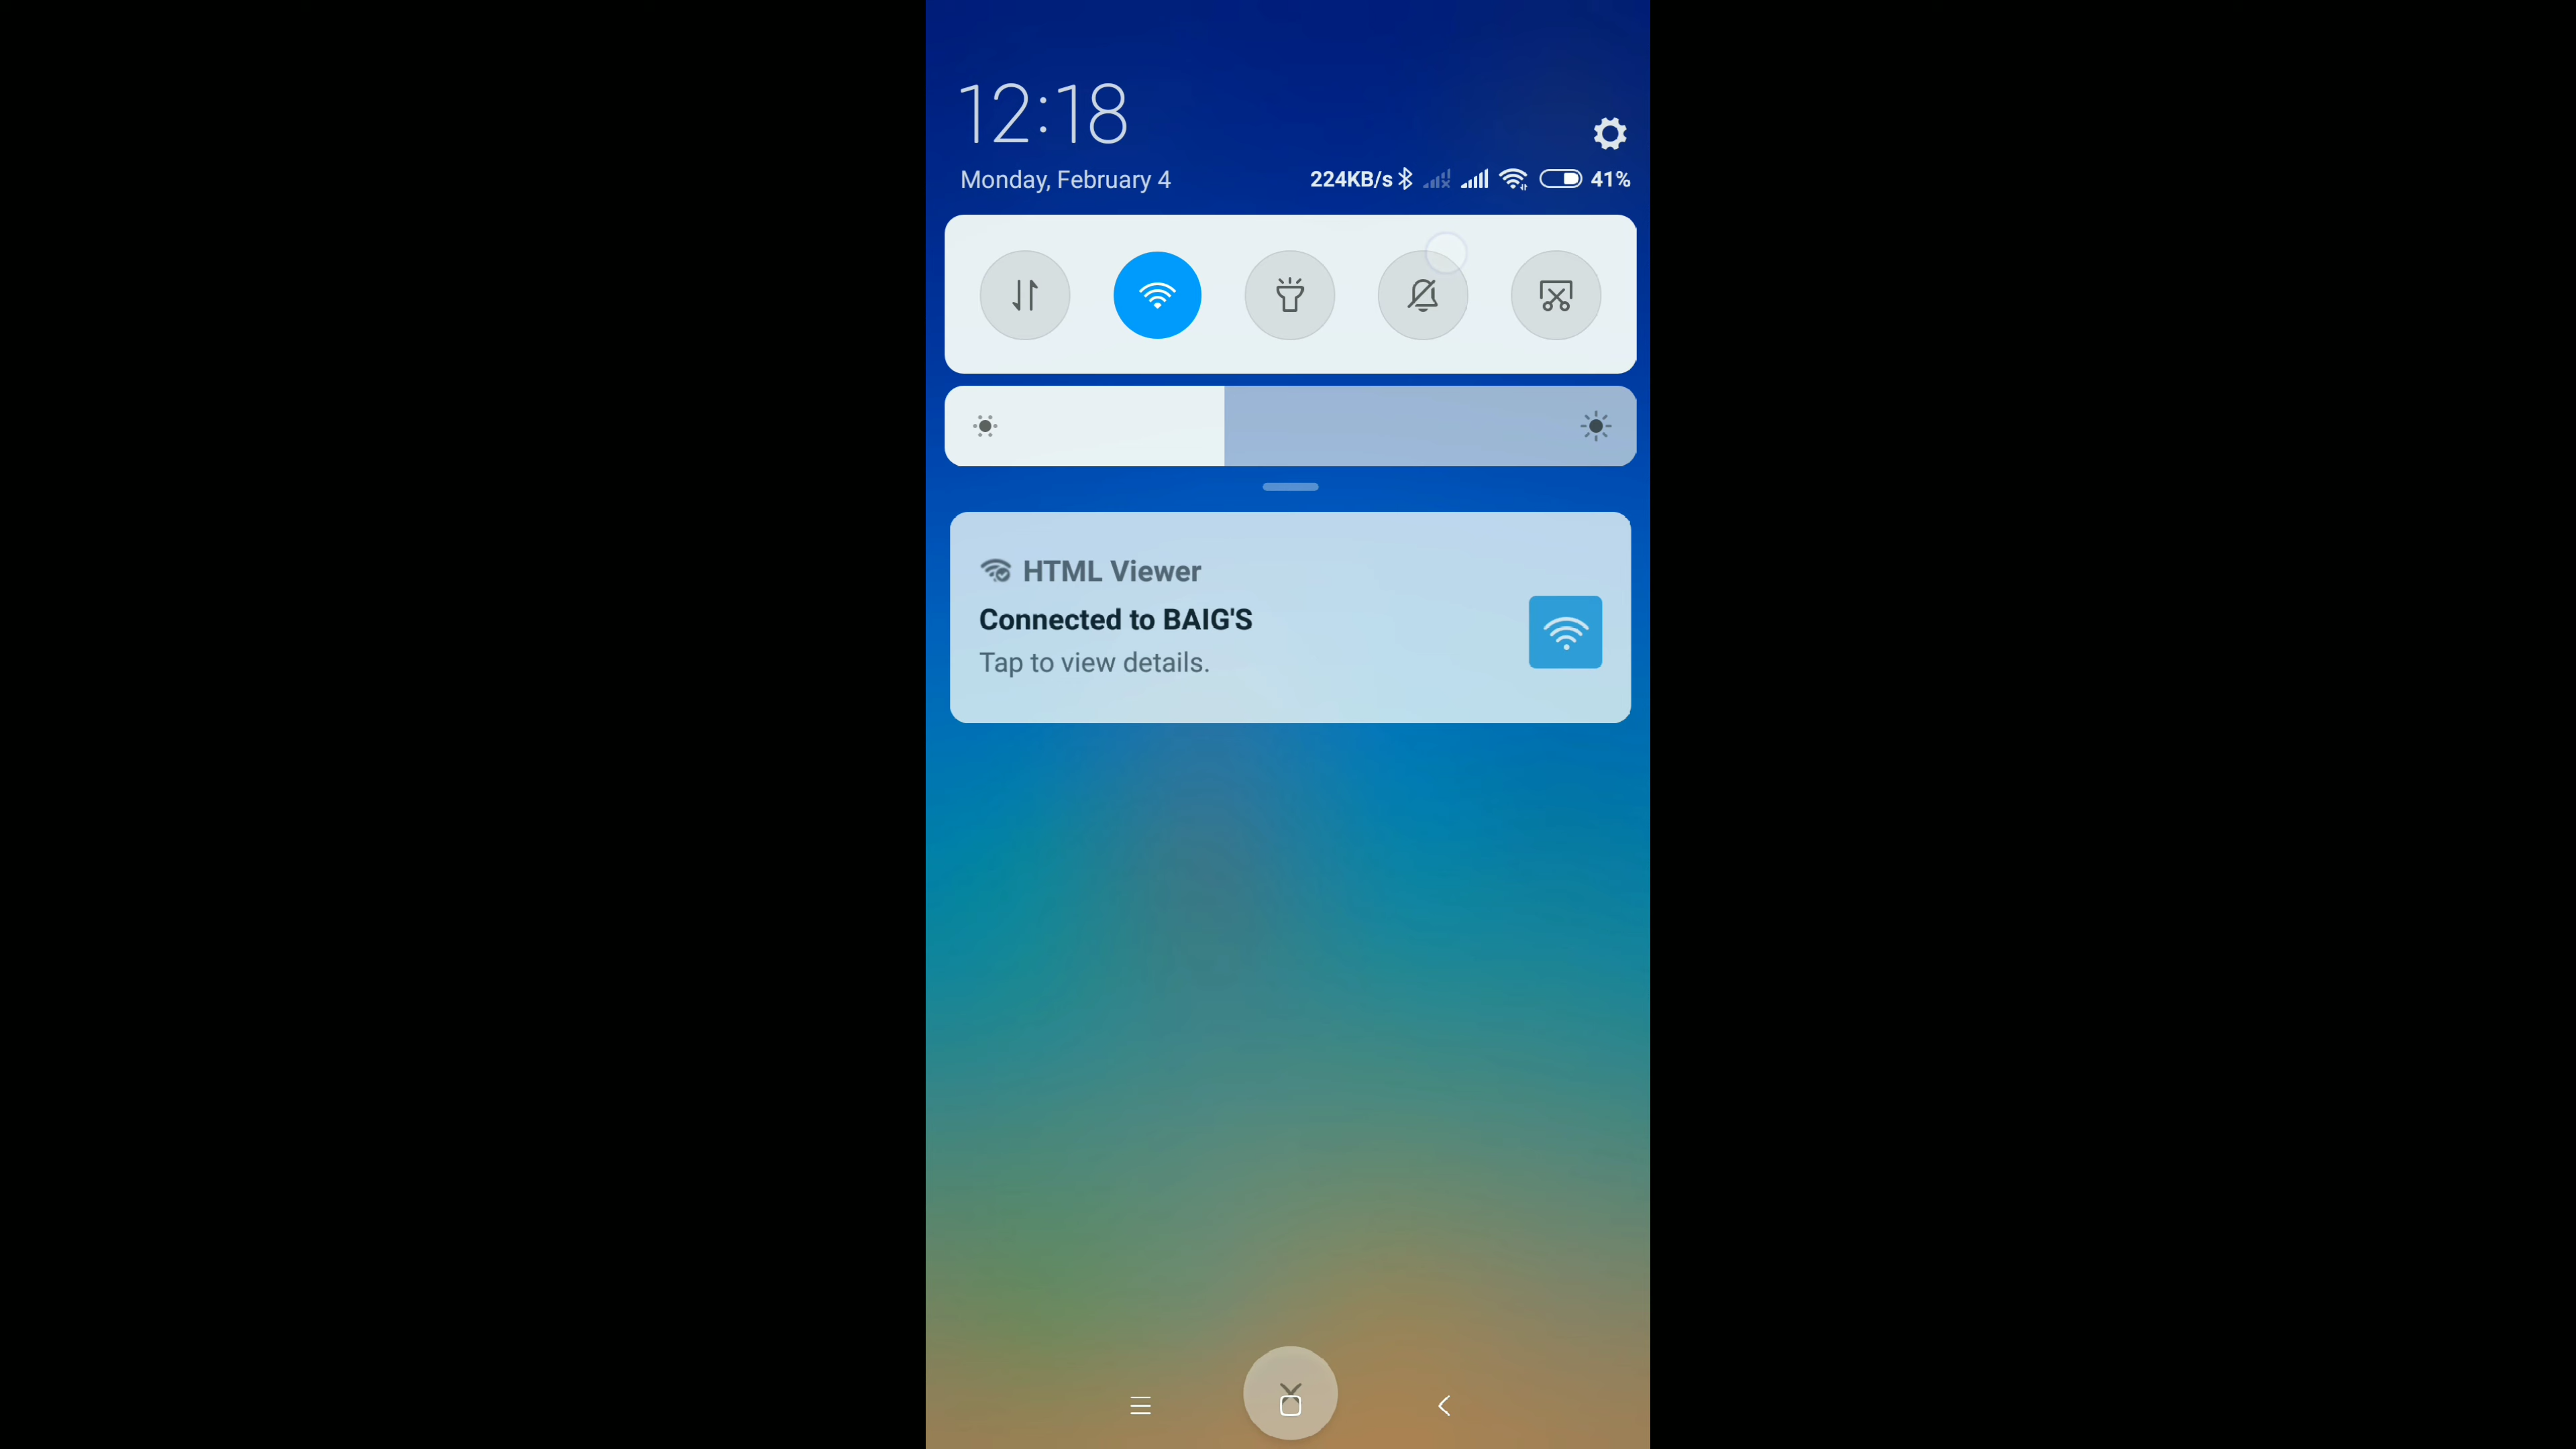 12:18
Monday, February 4
224KB/s 41%
HTML Viewer
Connected to BAIG'S
Tap to view details.